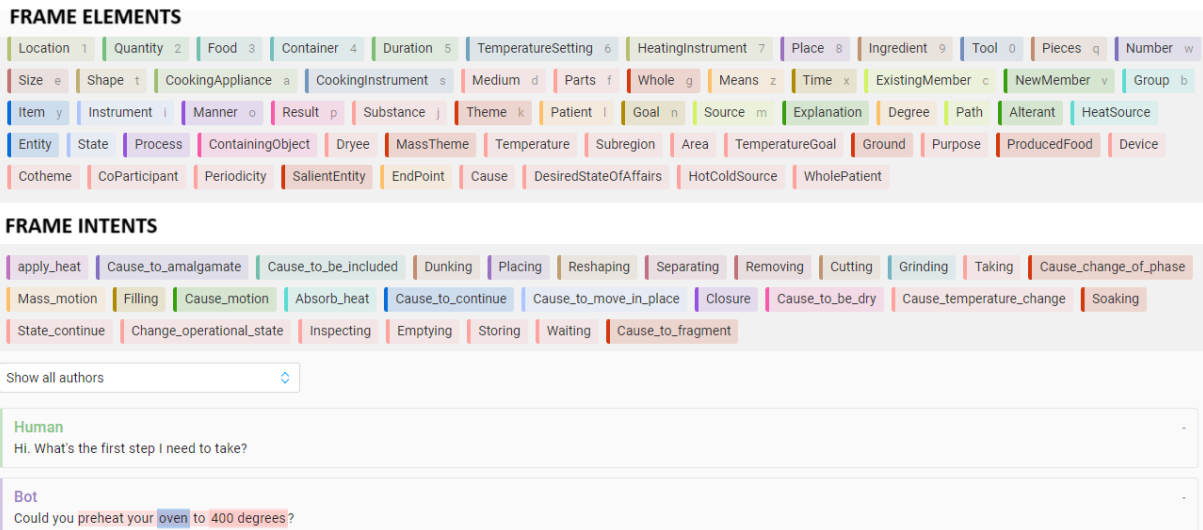 FRAME ELEMENTS
Location 1 Quantity 2 Food 3 Container 4 Duration 5 TemperatureSetting 6 HeatingInstrument 7 Place 8 Ingredient 9 Tool 0 Pieces q Number w
Size e Shape t CookingAppliance a CookingInstrument s Medium d Parts f Whole g Means z Time x ExistingMember c NewMember v Group b
Item y Instrument i Manner o Result p Substance j Theme k Patient l Goal n Source m Explanation Degree Path Alterant HeatSource
Entity State Process ContainingObject Dryee MassTheme Temperature Subregion Area TemperatureGoal Ground Purpose ProducedFood Device
Cotheme CoParticipant Periodicity SalientEntity EndPoint Cause DesiredStateOfAffairs HotColdSource WholePatient
FRAME INTENTS
apply_heat Cause_to_amalgamate Cause_to_be_included Dunking Placing Reshaping Separating Removing Cutting Grinding Taking Cause_change_of_phase
Mass_motion Filling Cause_motion Absorb_heat Cause_to_continue Cause_to_move_in_place Closure Cause_to_be_dry Cause_temperature_change Soaking
State_continue Change_operational_state Inspecting Emptying Storing Waiting Cause_to_fragment
Show all authors
Human
Hi. What's the first step I need to take?
Bot
Could you preheat your oven to 400 degrees?